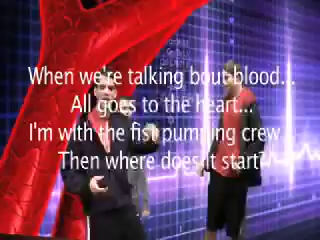 When we're talking bout blood...
All goes to the heart...
I'm with the fist pumping crew
Then where does it start?